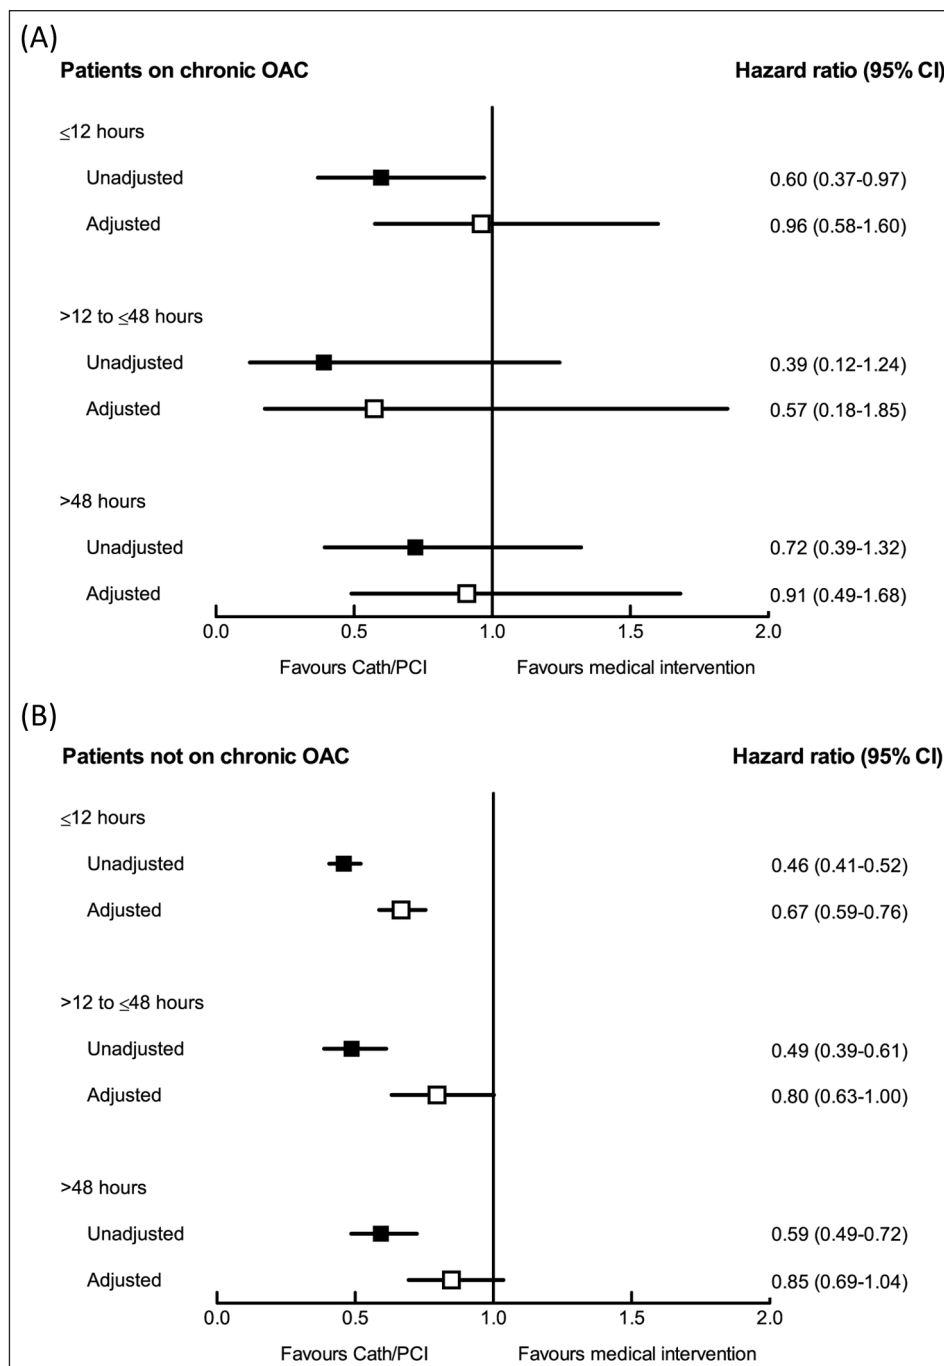 (A)
Patients on chronic OAC Hazard ratio (95% CI)
≤12 hours
Unadjusted 0.60 (0.37-0.97)
Adjusted 0.96 (0.58-1.60)
>12 to ≤48 hours
Unadjusted 0.39 (0.12-1.24)
Adjusted 0.57 (0.18-1.85)
>48 hours
Unadjusted 0.72 (0.39-1.32)
Adjusted 0.91 (0.49-1.68)
0.0 0.5 1.0 1.5 2.0
Favours Cath/PCI Favours medical intervention
(B)
Patients not on chronic OAC Hazard ratio (95% CI)
≤12 hours
Unadjusted 0.46 (0.41-0.52)
Adjusted 0.67 (0.59-0.76)
>12 to ≤48 hours
Unadjusted 0.49 (0.39-0.61)
Adjusted 0.80 (0.63-1.00)
>48 hours
Unadjusted 0.59 (0.49-0.72)
Adjusted 0.85 (0.69-1.04)
0.0 0.5 1.0 1.5 2.0
Favours Cath/PCI Favours medical intervention